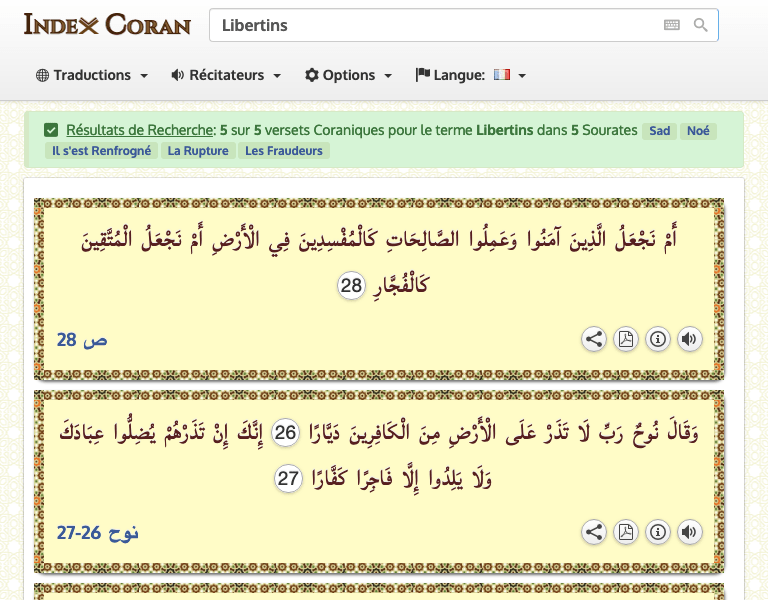 INDEX CORAN
Libertins
Traductions
Récitateurs
Options
Langue:
Résultats de Recherche: 5 sur 5 versets Coraniques pour le terme Libertins dans 5 Sourates Sad Noé
Il s'est Renfrogné La Rupture Les Fraudeurs
أَمْ نَجْعَلُ الَّذِينَ آمَنُوا وَعَمِلُوا الصَّالِحَاتِ كَالْمُفْسِدِينَ فِي الْأَرْضِ أَمْ نَجْعَلُ الْمُتَّقِينَ
كَالْفُجَّارِ 28
ص 28
وَقَالَ نُوحٌ رَبِّ لَا تَذَرْ عَلَى الْأَرْضِ مِنَ الْكَافِرِينَ دَيَّارًا 26 إِنَّكَ إِنْ تَذَرْهُمْ يُضِلُّوا عِبَادَكَ
وَلَا يَلِدُوا إِلَّا فَاجِرًا كَفَّارًا 27
نوح 26-27